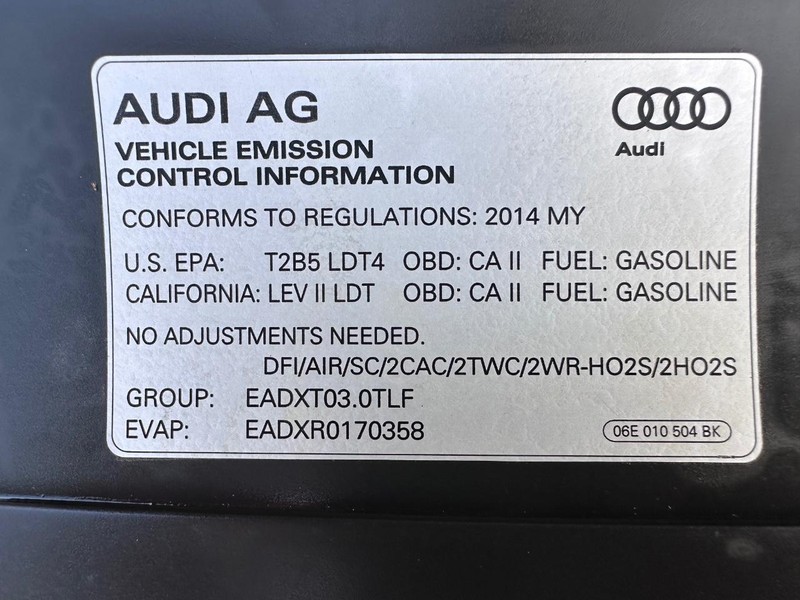 AUDI AG
Audi
VEHICLE EMISSION
CONTROL INFORMATION
CONFORMS TO REGULATIONS: 2014 MY
U.S. EPA: T2B5 LDT4 OBD: CA II FUEL: GASOLINE
CALIFORNIA: LEV II LDT OBD: CA II FUEL: GASOLINE
NO ADJUSTMENTS NEEDED.
DFI/AIR/SC/2CAC/2TWC/2WR-HO2S/2HO2S
GROUP: EADXT03.0TLF
EVAP: EADXR0170358
06E 010 504 BK